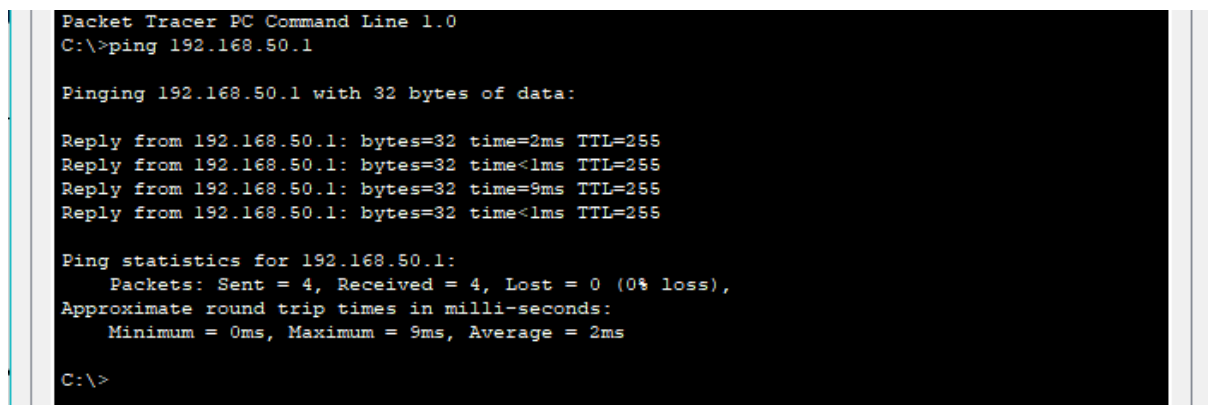 Packet Tracer PC Command Line 1.0
C:\>ping 192.168.50.1
Pinging 192.168.50.1 with 32 bytes of data:
Reply from 192.168.50.1: bytes=32 time=2ms TTL=255
Reply from 192.168.50.1: bytes=32 time<1ms TTL=255
Reply from 192.168.50.1: bytes=32 time=9ms TTL=255
Reply from 192.168.50.1: bytes=32 time<1ms TTL=255
Ping statistics for 192.168.50.1:
    Packets: Sent = 4, Received = 4, Lost = 0 (0% loss),
Approximate round trip times in milli-seconds:
    Minimum = 0ms, Maximum = 9ms, Average = 2ms
C:\>